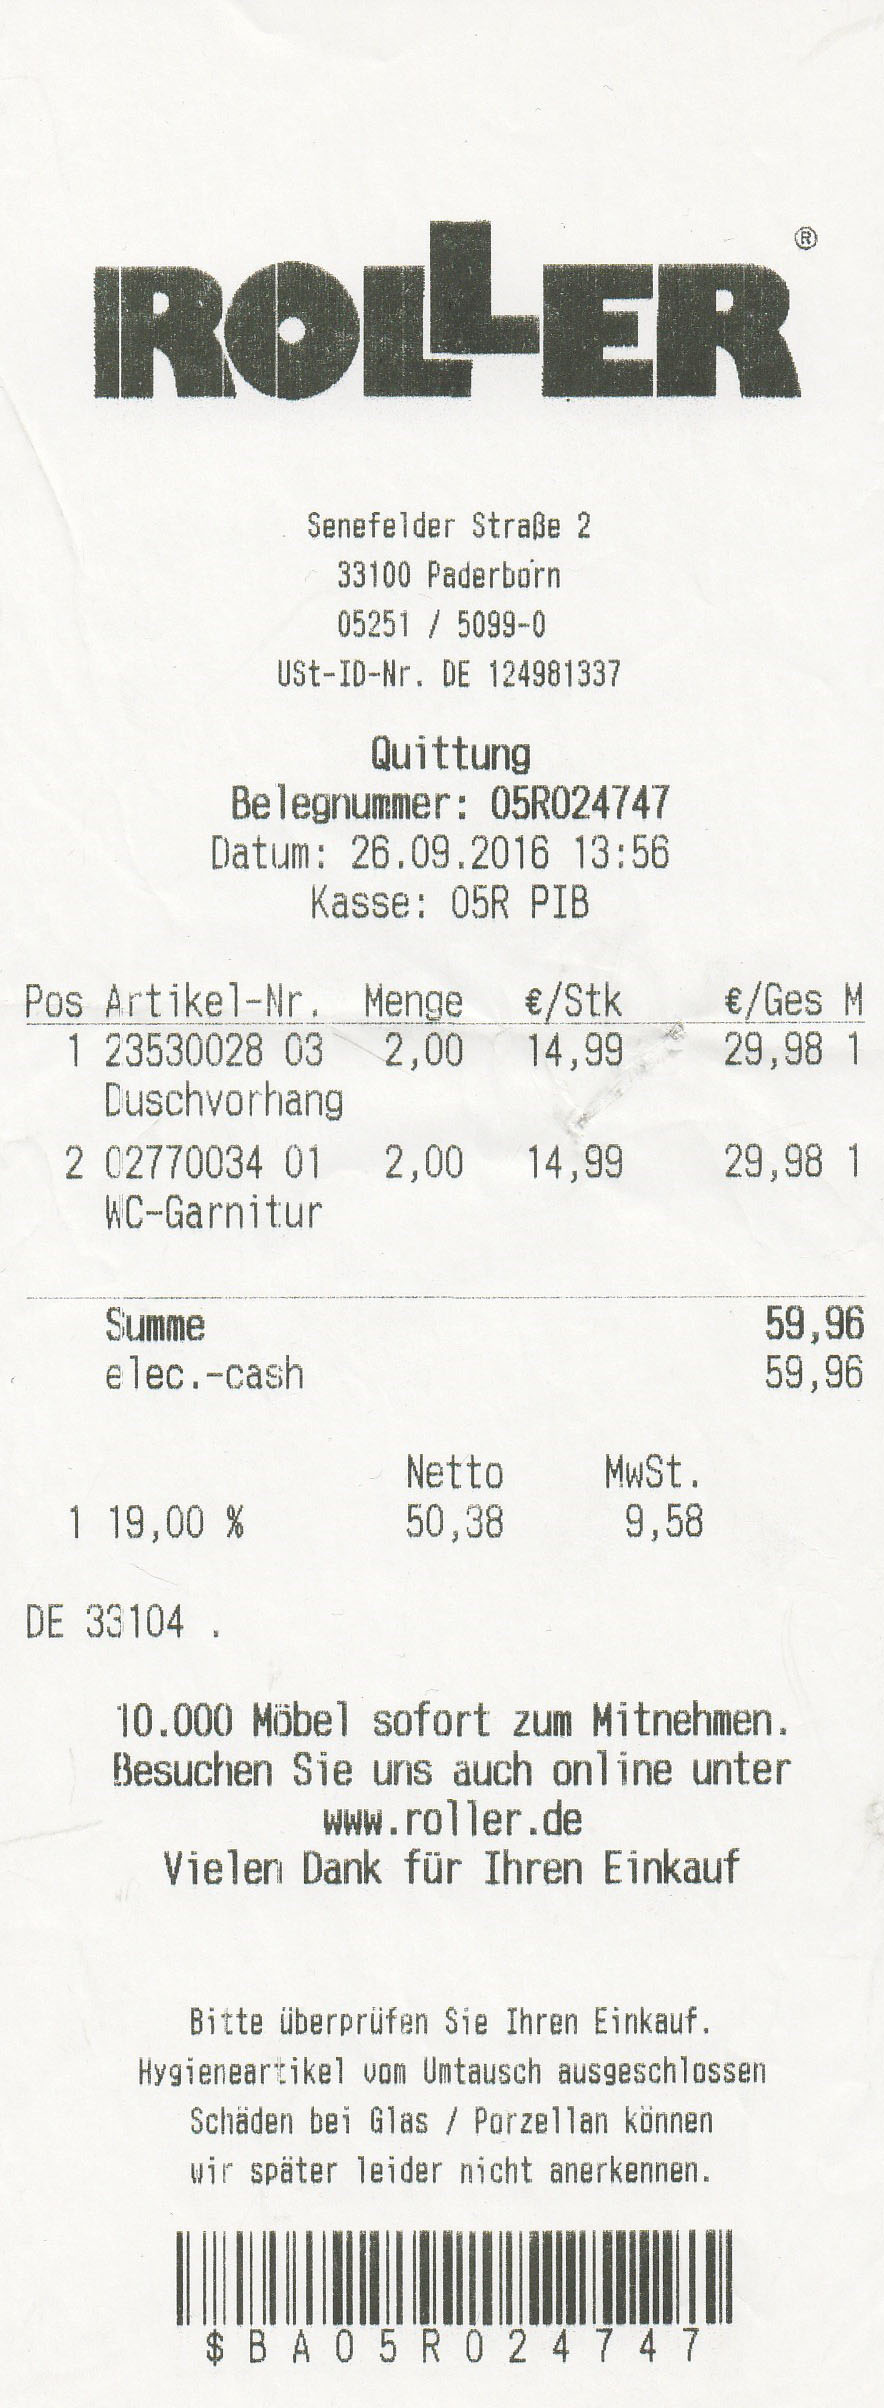 ROLLER ®
Senefelder Straße 2
33100 Paderborn
05251 / 5099-0
USt-ID-Nr. DE 124981337
Quittung
Belegnummer: 05R024747
Datum: 26.09.2016 13:56
Kasse: 05R PIB
Pos Artikel-Nr. Menge €/Stk €/Ges M
1 23530028 03 2,00 14,99 29,98 1
Duschvorhang
2 02770034 01 2,00 14,99 29,98 1
WC-Garnitur
Summe 59,96
elec.-cash 59,96
Netto MwSt.
1 19,00 % 50,38 9,58
DE 33104 .
10.000 Möbel sofort zum Mitnehmen.
Besuchen Sie uns auch online unter
www.roller.de
Vielen Dank für Ihren Einkauf
Bitte überprüfen Sie Ihren Einkauf.
Hygieneartikel vom Umtausch ausgeschlossen
Schäden bei Glas / Porzellan können
wir später leider nicht anerkennen.
$BA05R024747